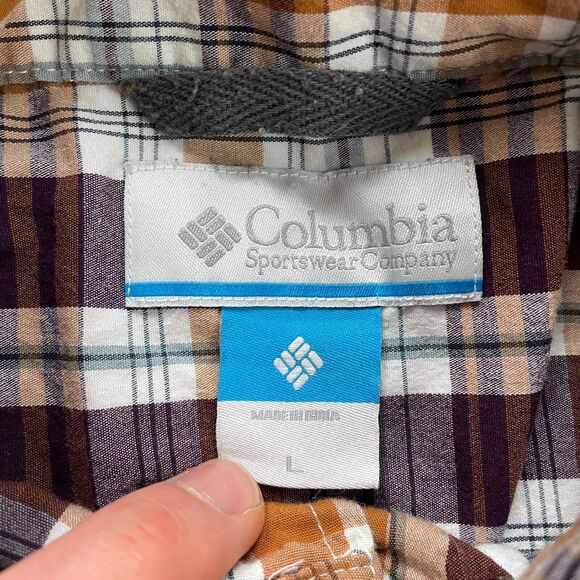 Columbia
Sportswear Company
MADE IN INDIA
L